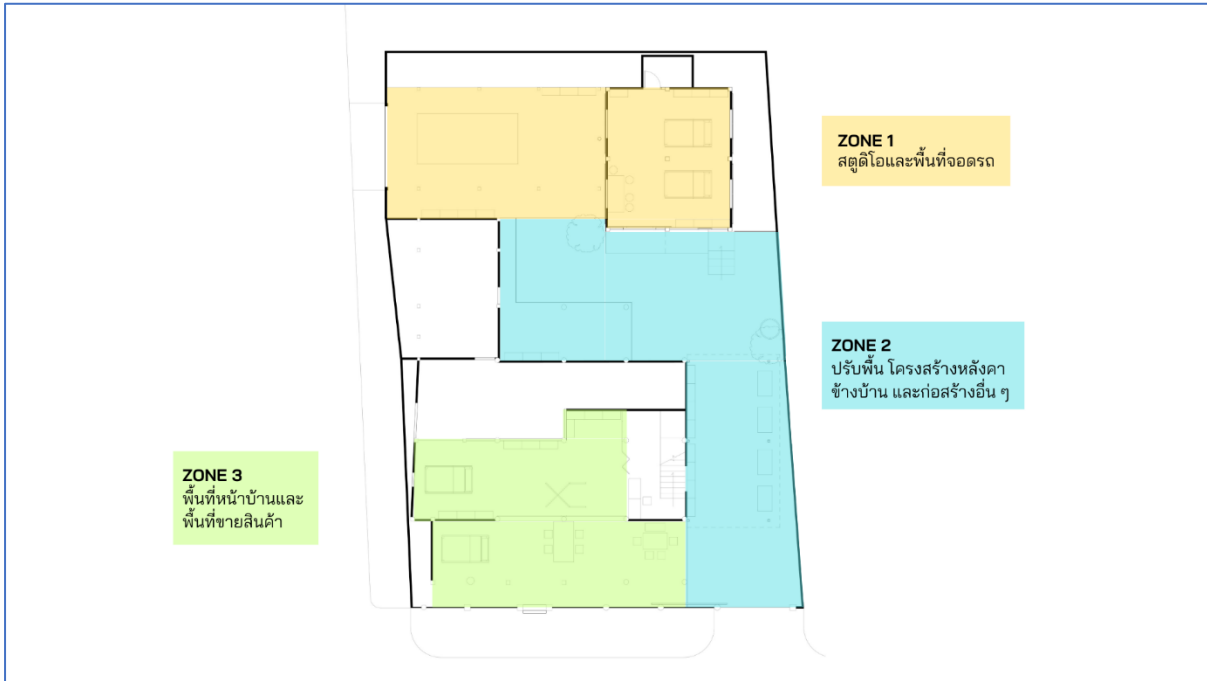 ZONE 1
สตูดิโอและพื้นที่จอดรถ
ZONE 2
ปรับพื้น โครงสร้างหลังคา
ข้างบ้าน และก่อสร้างอื่น ๆ
ZONE 3
พื้นที่หน้าบ้านและ
พื้นที่ขายสินค้า